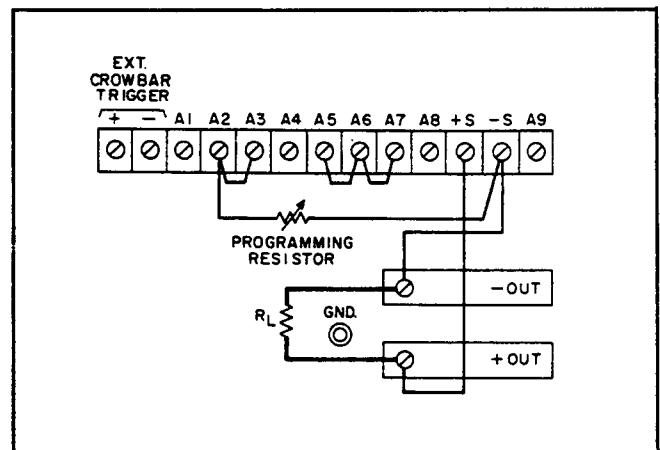 EXT.
CROWBAR
TRIGGER
+ − A1 A2 A3 A4 A5 A6 A7 A8 +S −S A9
PROGRAMMING
RESISTOR
−OUT
RL
GND.
+OUT